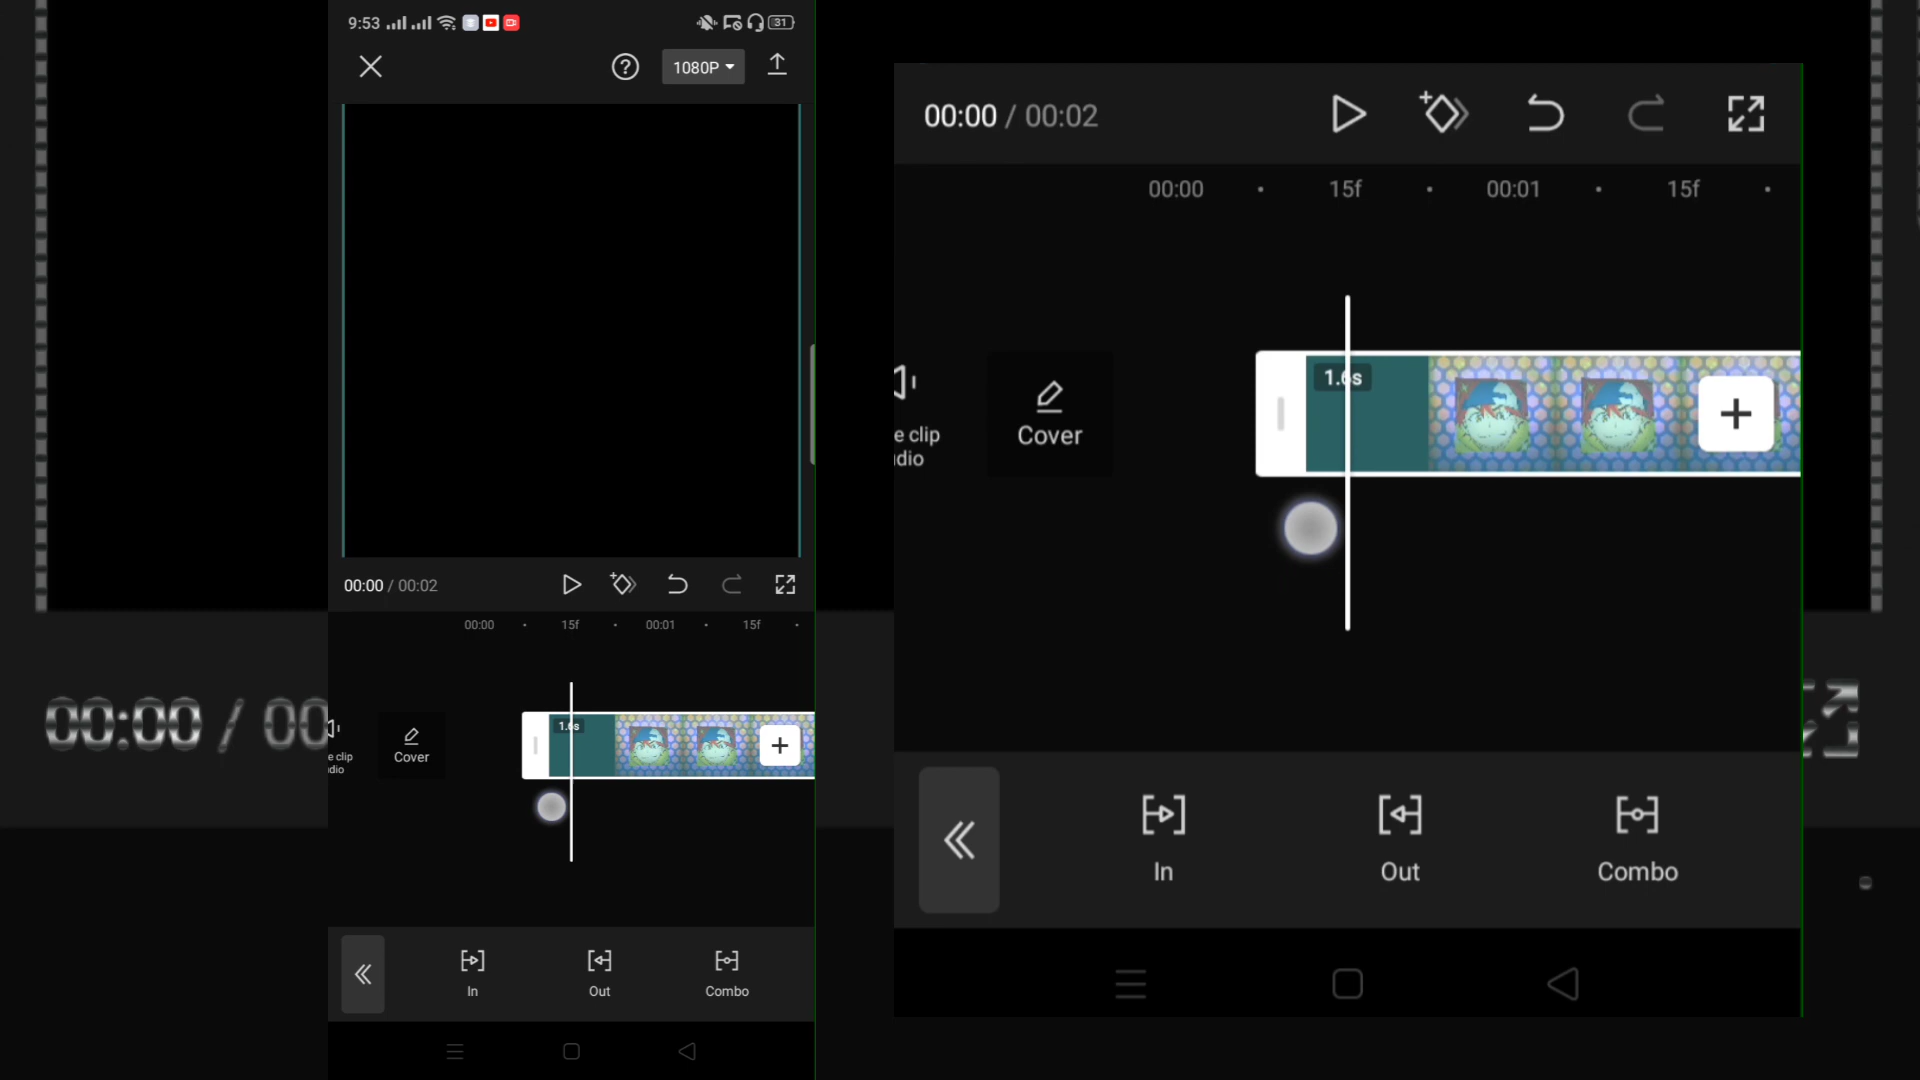 9:53
31
1080P
00:00 / 00:02
00:00 15f 00:01 15f
e clip
dio
Cover
1.6s
In Out Combo
00:00 / 00:02
00:00 15f 00:01 15f
e clip
dio
Cover
1.6s
In Out Combo
00:00 / 00